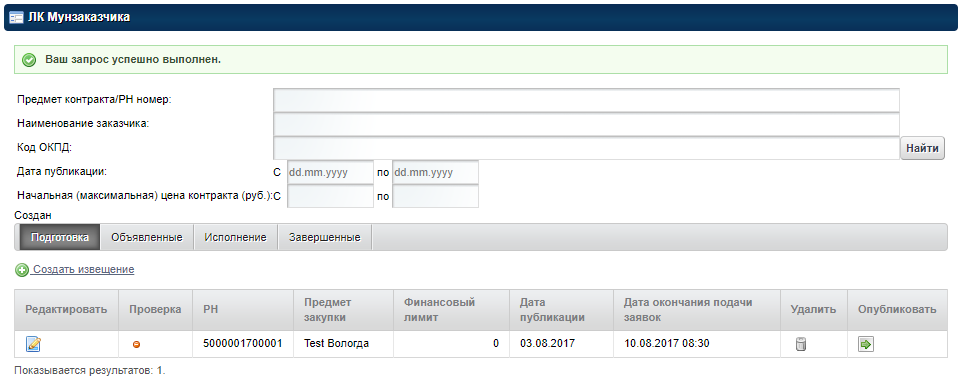 ЛК Мунзаказчика
Ваш запрос успешно выполнен.
Предмет контракта/РН номер:
Наименование заказчика:
Код ОКПД: Найти
Дата публикации: С dd.mm.yyyy по dd.mm.yyyy
Начальная (максимальная) цена контракта (руб.):С по
Создан
Подготовка Объявленные Исполнение Завершенные
Создать извещение
Редактировать Проверка РН Предмет закупки Финансовый лимит Дата публикации Дата окончания подачи заявок Удалить Опубликовать
5000001700001 Test Вологда 0 03.08.2017 10.08.2017 08:30
Показывается результатов: 1.